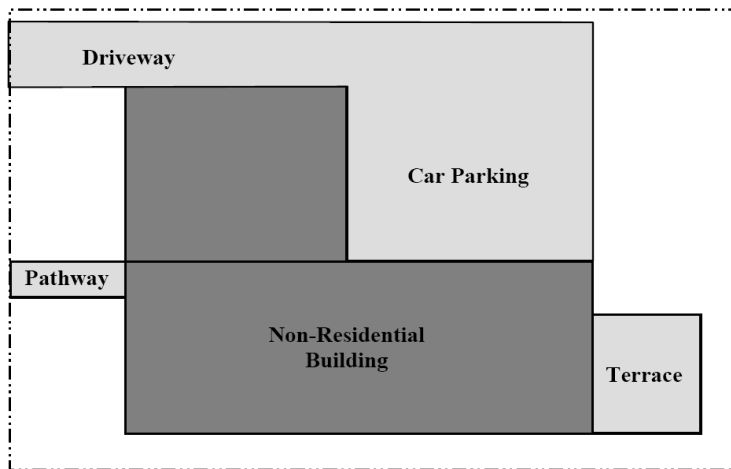 Driveway
Car Parking
Pathway
Non-Residential
Building
Terrace